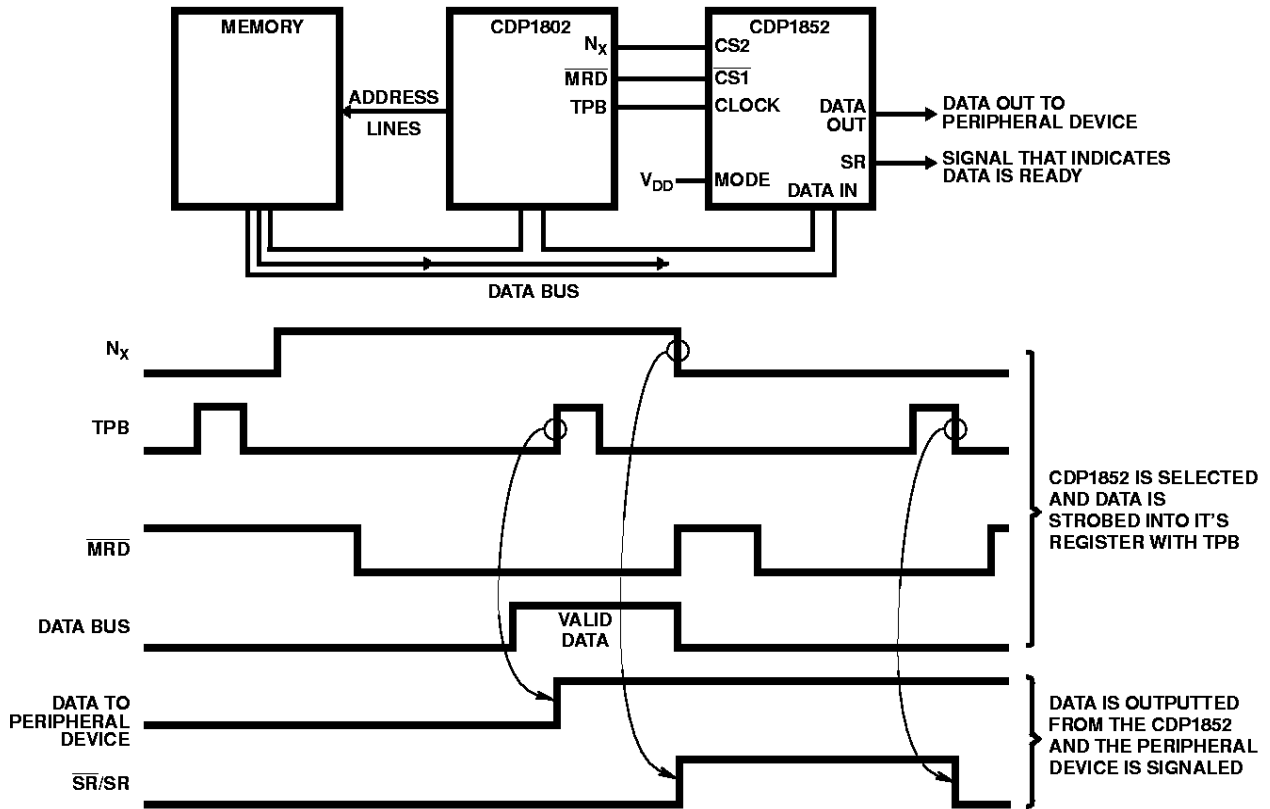 MEMORY
CDP1802
CDP1852
NX
CS2
MRD
CS1
TPB
CLOCK
ADDRESS
LINES
DATA
OUT
DATA OUT TO
PERIPHERAL DEVICE
SR
SIGNAL THAT INDICATES
DATA IS READY
VDD
MODE
DATA IN
DATA BUS
NX
TPB
MRD
DATA BUS
VALID
DATA
CDP1852 IS SELECTED
AND DATA IS
STROBED INTO IT'S
REGISTER WITH TPB
DATA TO
PERIPHERAL
DEVICE
SR/SR
DATA IS OUTPUTTED
FROM THE CDP1852
AND THE PERIPHERAL
DEVICE IS SIGNALED